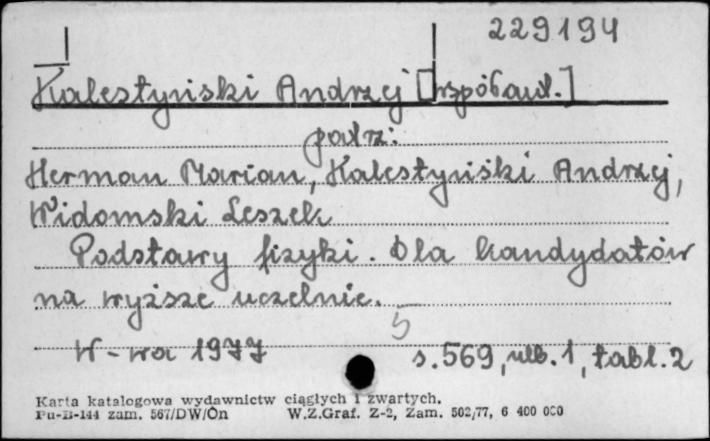 229194
Kalestyński Andrzej [współaut.]
patrz:
Herman Marian, Kalestyński Andrzej,
Widomski Leszek
Podstawy fizyki. Dla kandydatów
na wyższe uczelnie.
5
W-wa 1977 s. 569, nlb. 1, tabl. 2
Karta katalogowa wydawnictw ciągłych i zwartych.
Pu-B-144 zam. 567/DW/On W.Z.Graf. Z-2, Zam. 502/77, 6 400 000